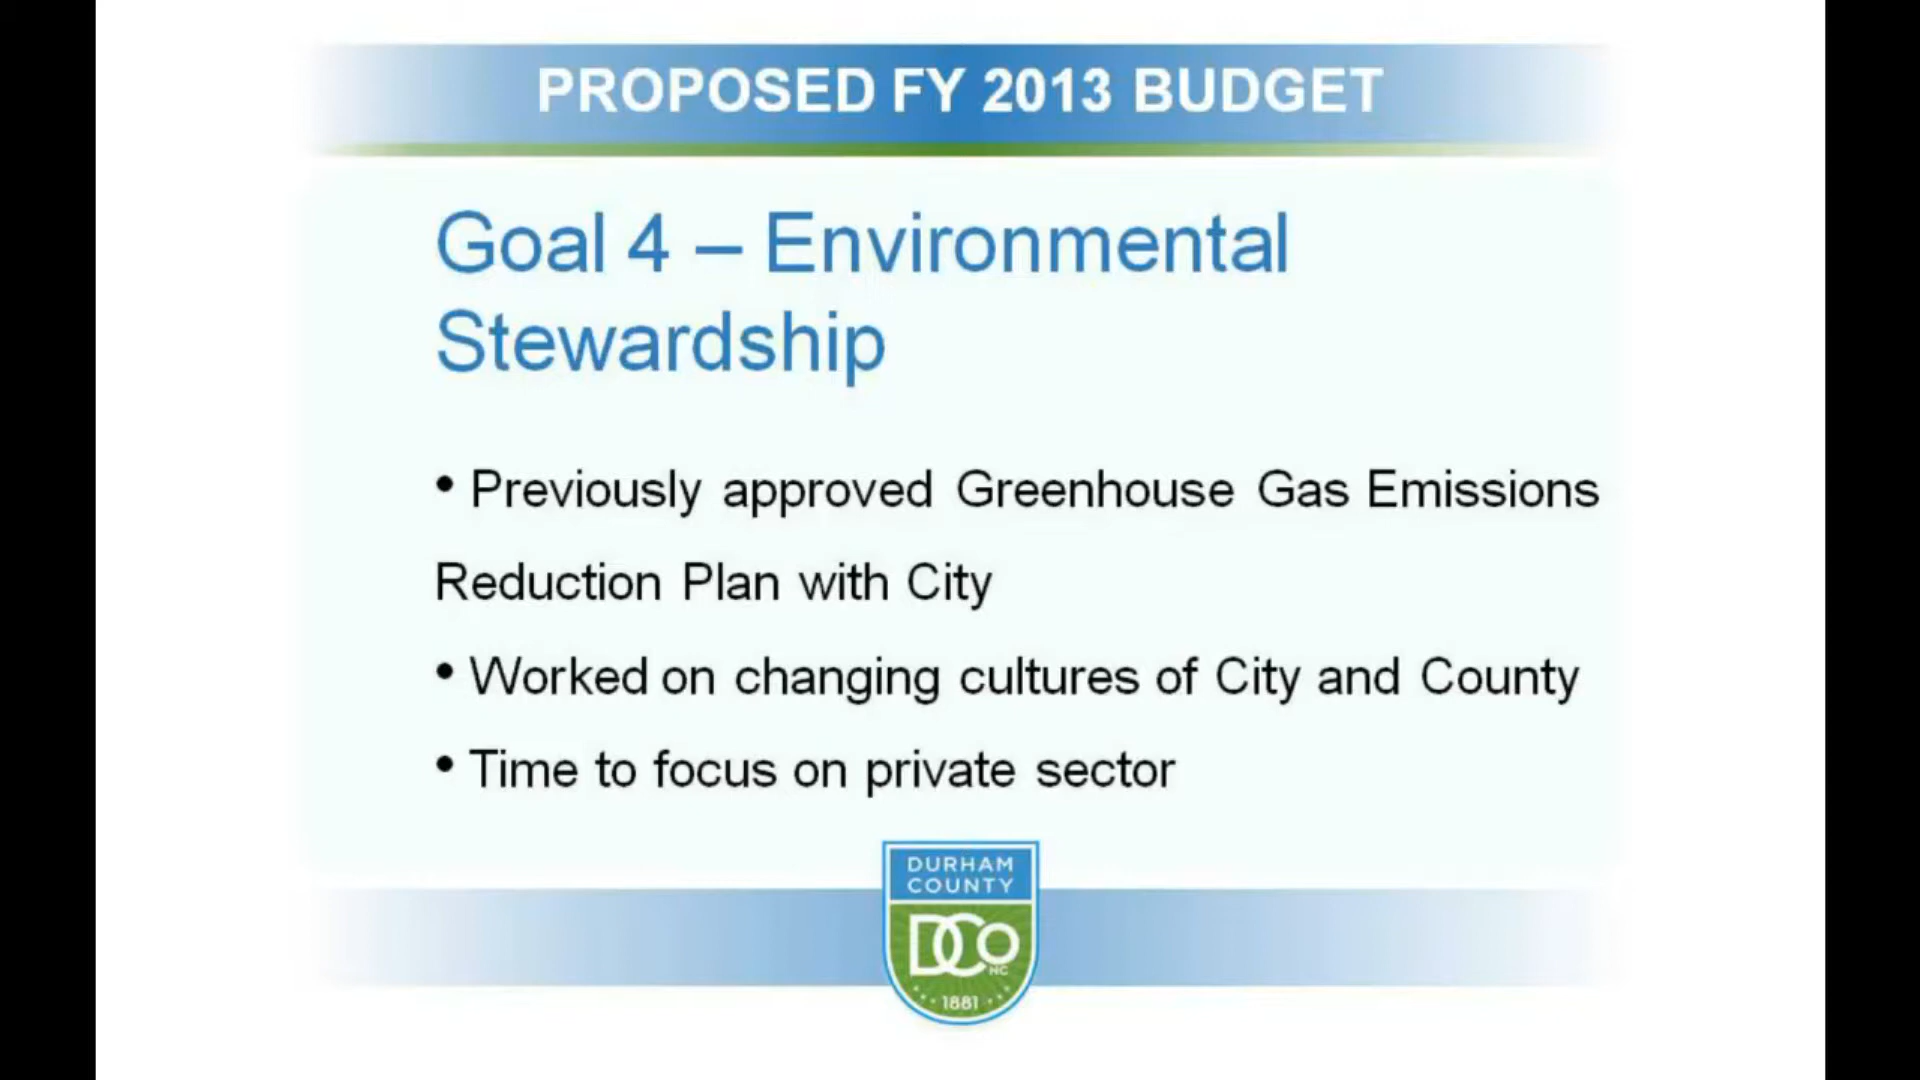 PROPOSED FY 2013 BUDGET
Goal 4 – Environmental
Stewardship
• Previously approved Greenhouse Gas Emissions
Reduction Plan with City
• Worked on changing cultures of City and County
• Time to focus on private sector
DURHAM
COUNTY
DCo
NC
1881